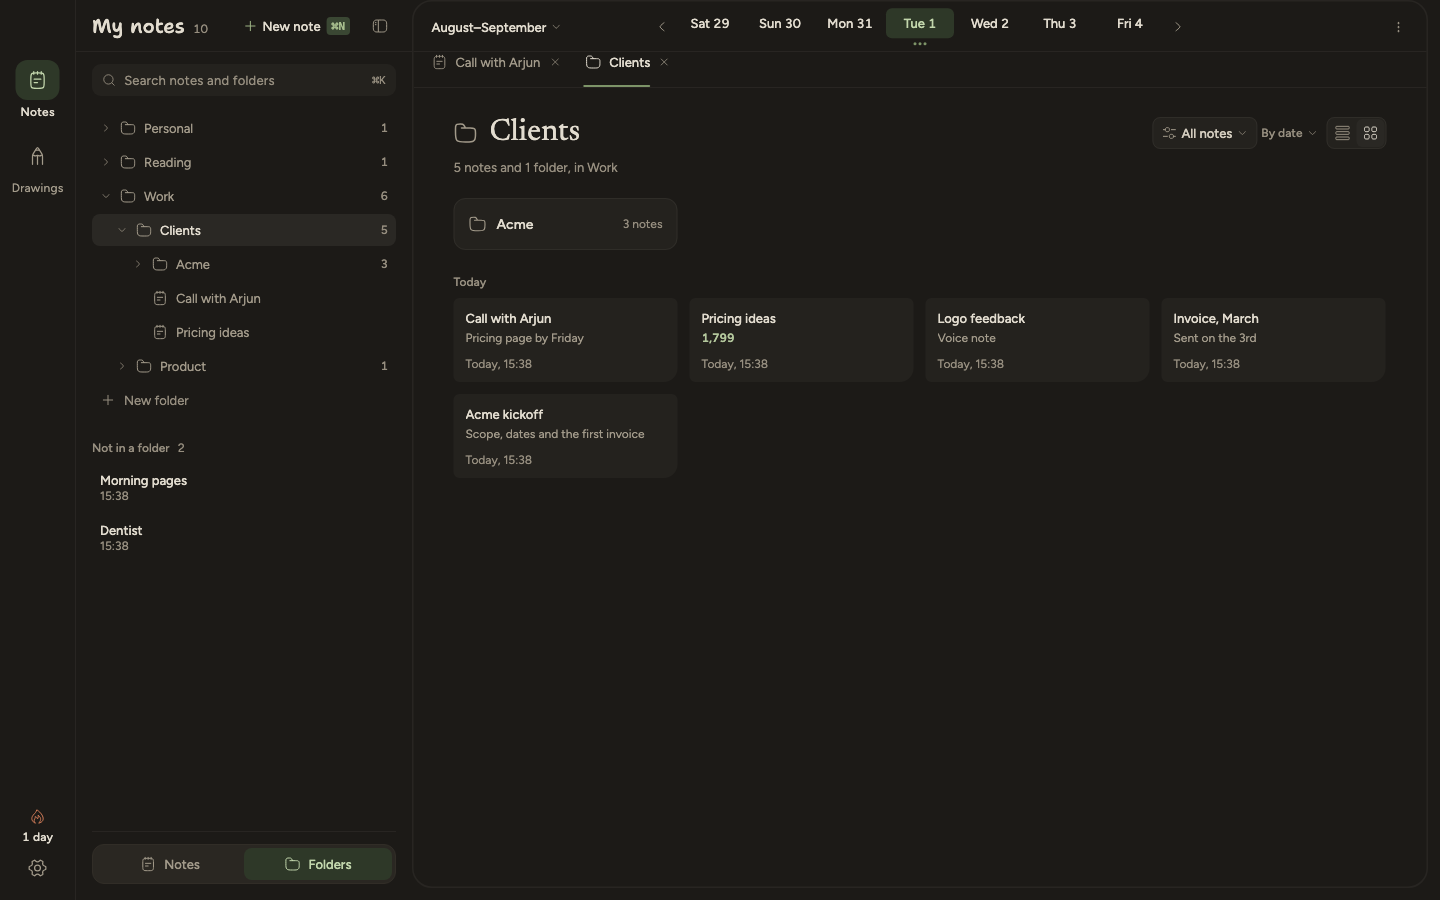 My notes 10
New note ⌘N
August–September
Sat 29
Sun 30
Mon 31
Tue 1
Wed 2
Thu 3
Fri 4
Notes
Drawings
1 day
Search notes and folders ⌘K
Personal 1
Reading 1
Work 6
Clients 5
Acme 3
Call with Arjun
Pricing ideas
Product 1
New folder
Not in a folder 2
Morning pages
15:38
Dentist
15:38
Notes
Folders
Call with Arjun
Clients
Clients
All notes
By date
5 notes and 1 folder, in Work
Acme 3 notes
Today
Call with Arjun
Pricing page by Friday
Today, 15:38
Pricing ideas
1,799
Today, 15:38
Logo feedback
Voice note
Today, 15:38
Invoice, March
Sent on the 3rd
Today, 15:38
Acme kickoff
Scope, dates and the first invoice
Today, 15:38